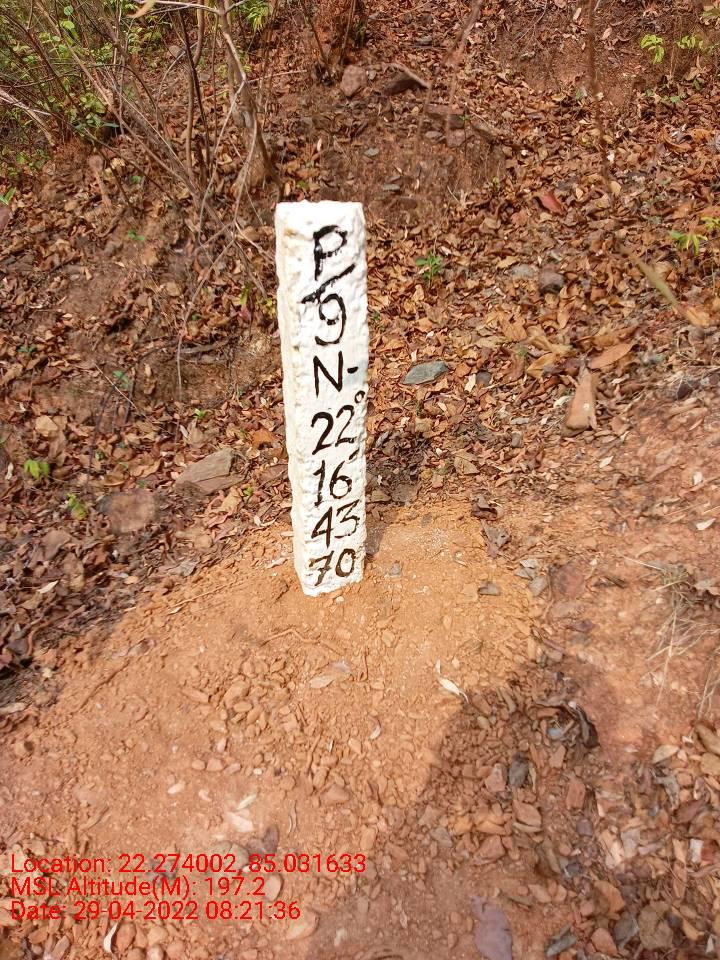 P/9
N-
22°
16'
43
70
Location: 22.274002, 85.031633
MSL Altitude(M): 197.2
Date: 29-04-2022 08:21:36